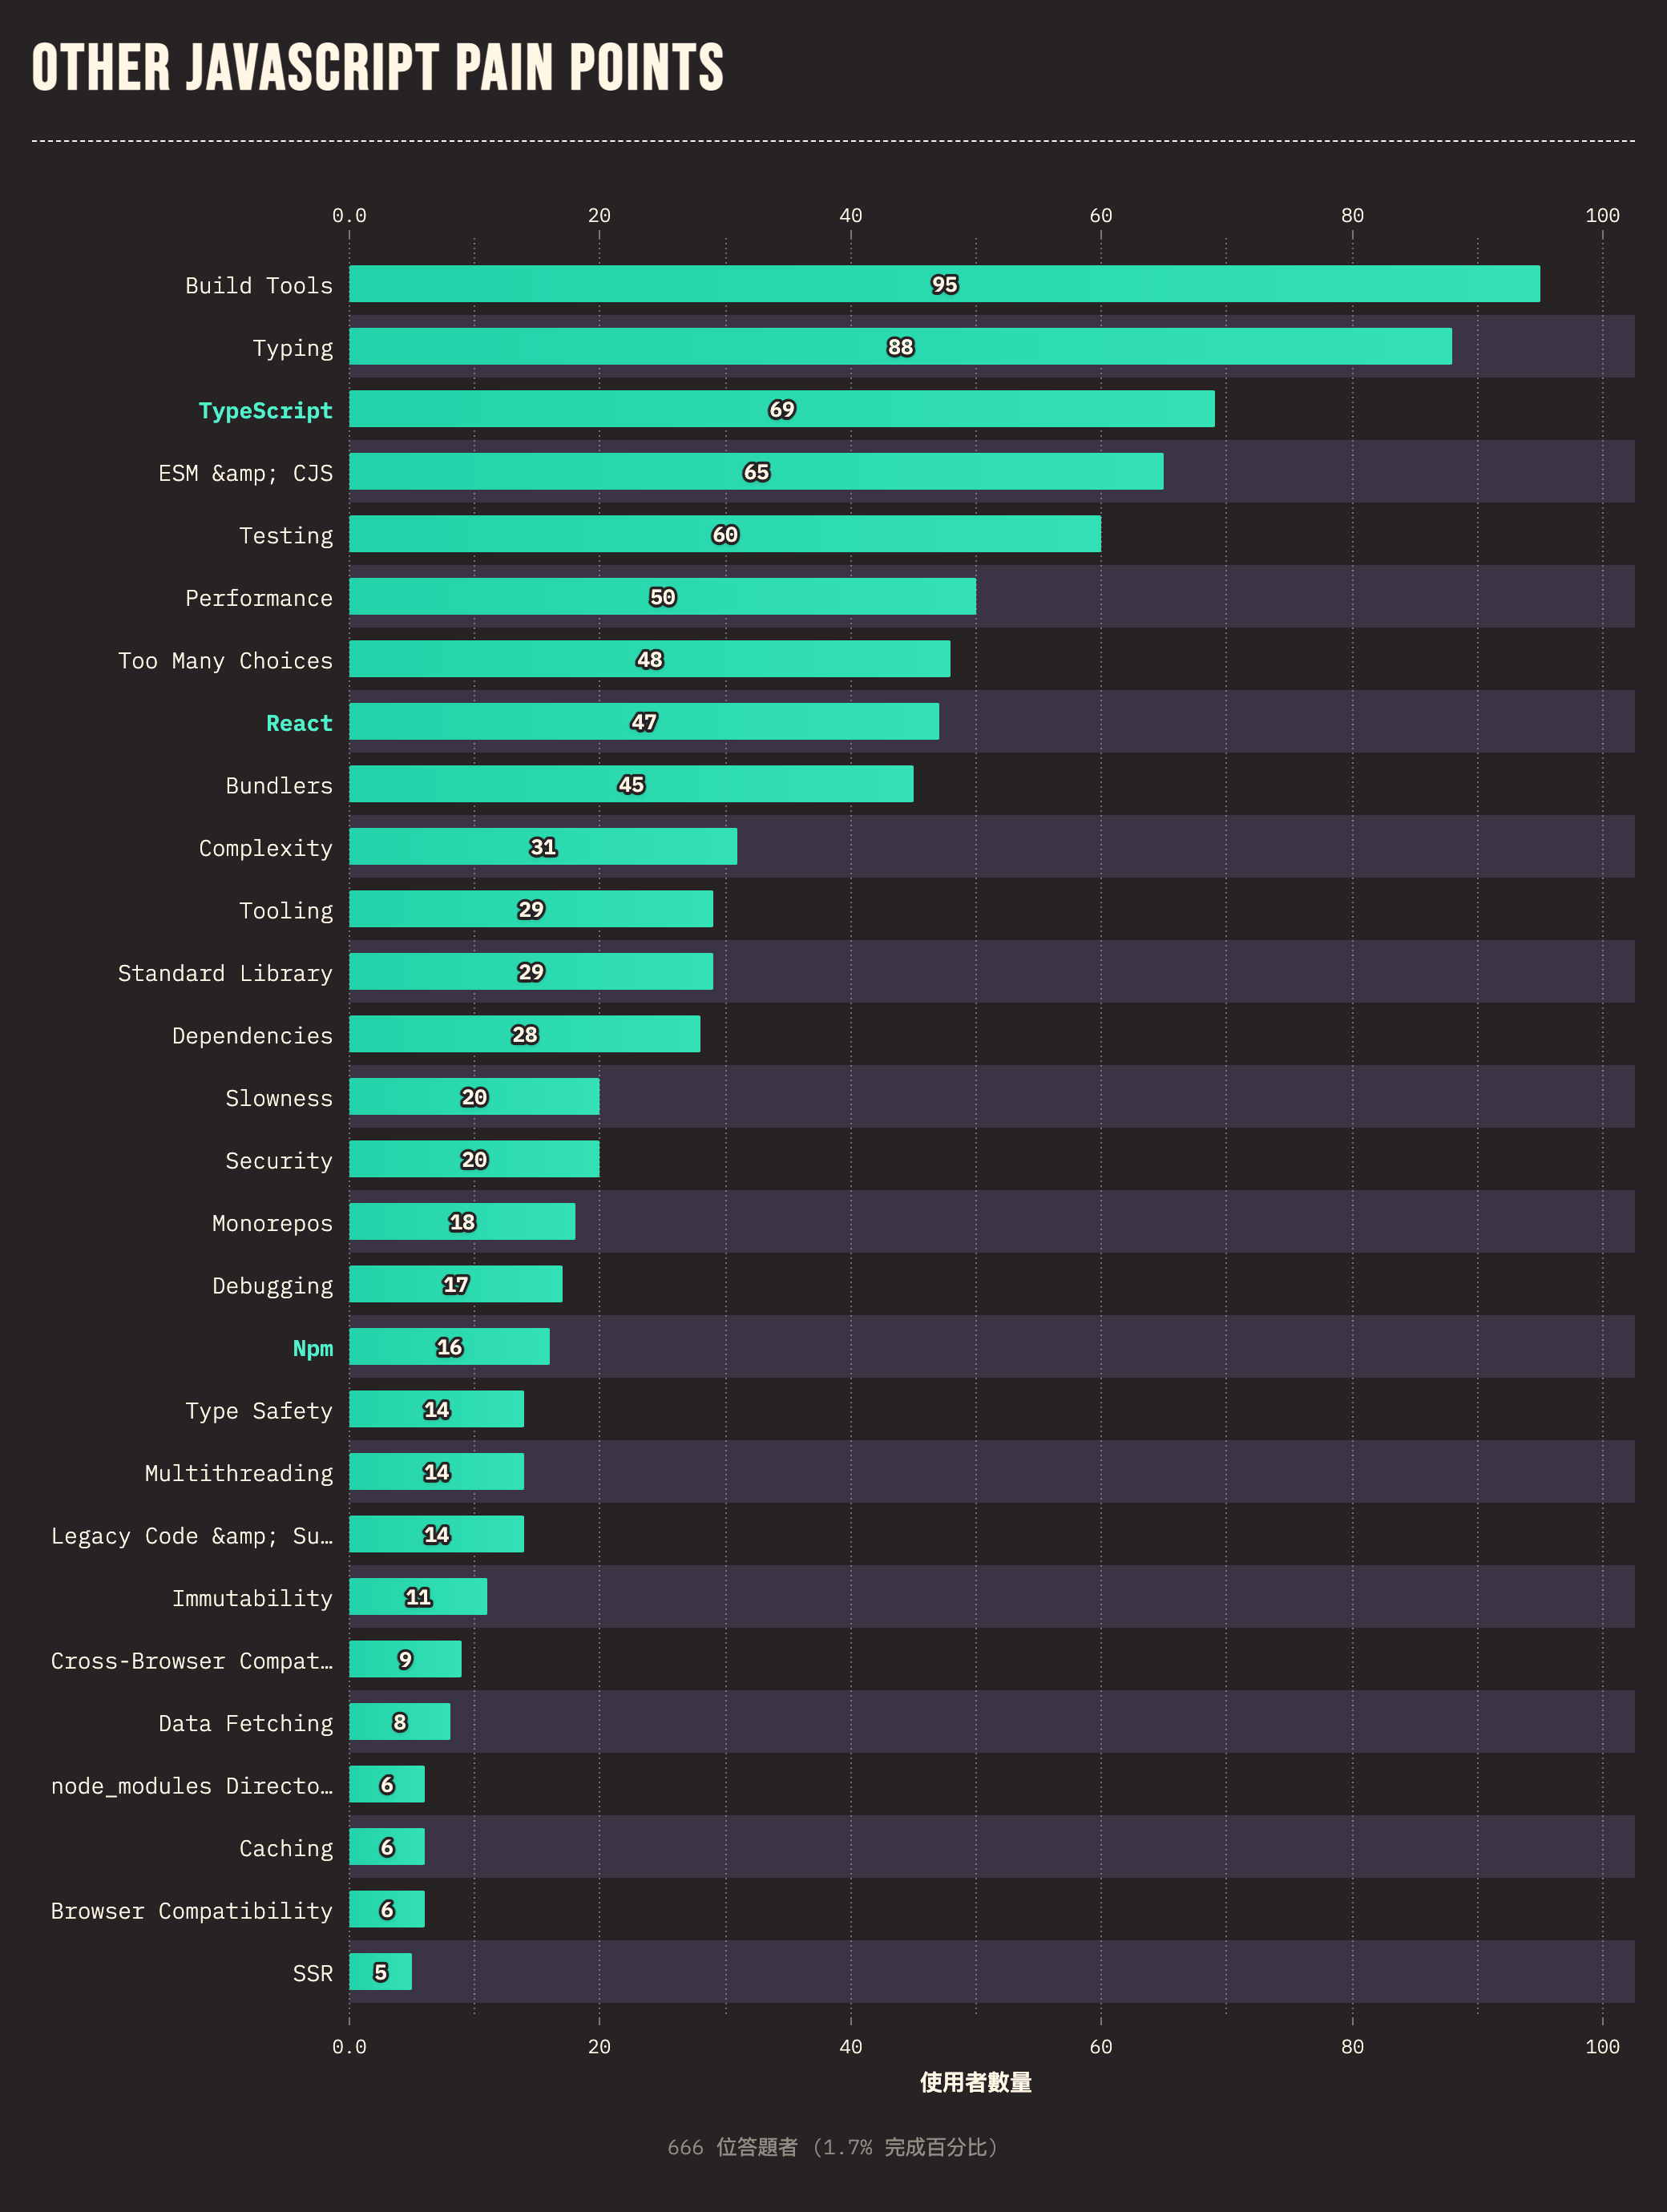 OTHER JAVASCRIPT PAIN POINTS
0.0 20 40 60 80 100
Build Tools 95
Typing 88
TypeScript 69
ESM &amp; CJS 65
Testing 60
Performance 50
Too Many Choices 48
React 47
Bundlers 45
Complexity 31
Tooling 29
Standard Library 29
Dependencies 28
Slowness 20
Security 20
Monorepos 18
Debugging 17
Npm 16
Type Safety 14
Multithreading 14
Legacy Code &amp; Su… 14
Immutability 11
Cross-Browser Compat… 9
Data Fetching 8
node_modules Directo… 6
Caching 6
Browser Compatibility 6
SSR 5
0.0 20 40 60 80 100
使用者數量
666 位答題者 (1.7% 完成百分比)